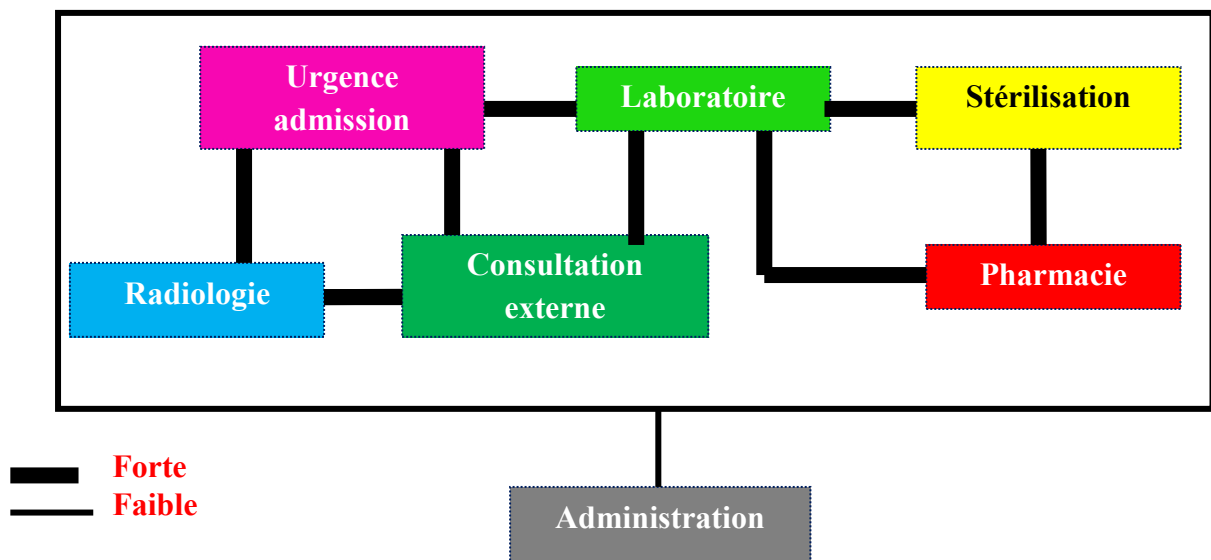 Urgence
admission
Laboratoire
Stérilisation
Radiologie
Consultation
externe
Pharmacie
Forte
Faible
Administration